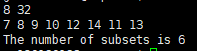 8 32
7 8 9 10 12 14 11 13
The number of subsets is 6